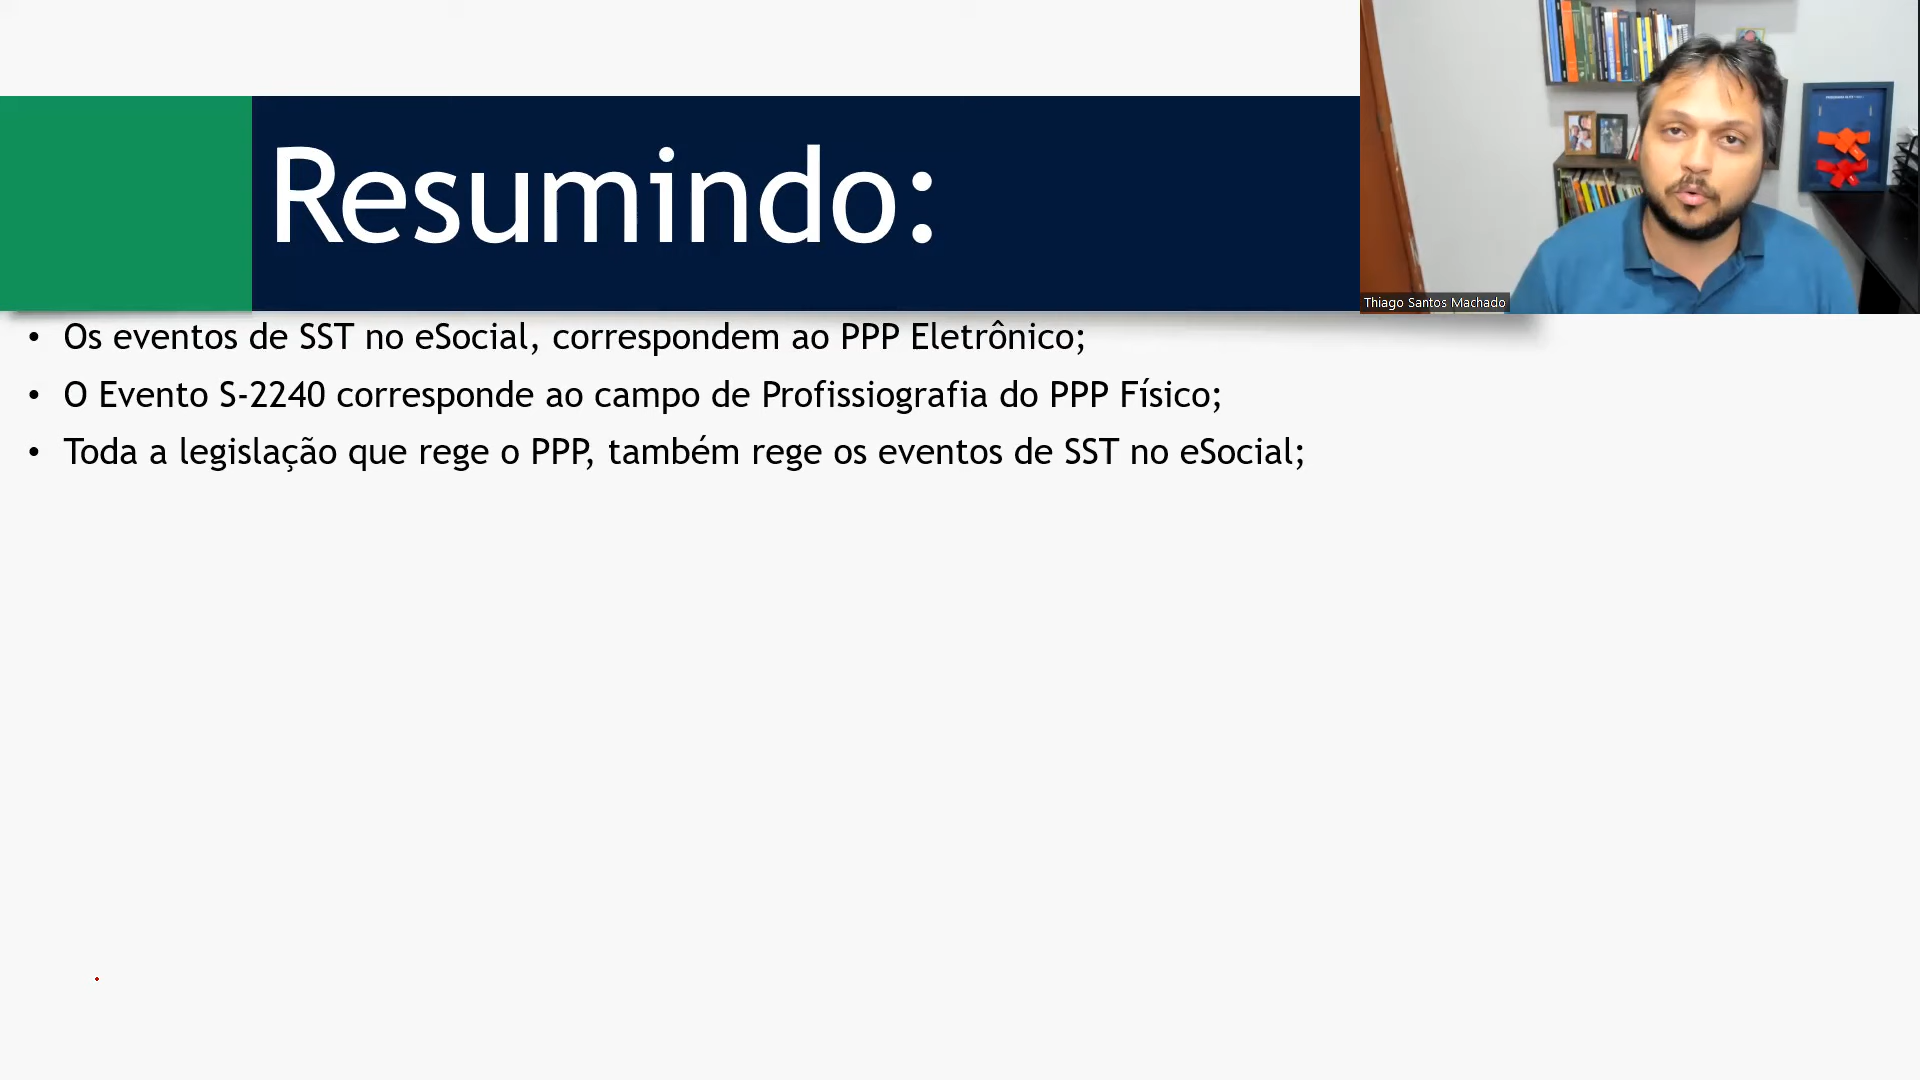 Resumindo:
Thiago Santos Machado
• Os eventos de SST no eSocial, correspondem ao PPP Eletrônico;
• O Evento S-2240 corresponde ao campo de Profissiografia do PPP Físico;
• Toda a legislação que rege o PPP, também rege os eventos de SST no eSocial;